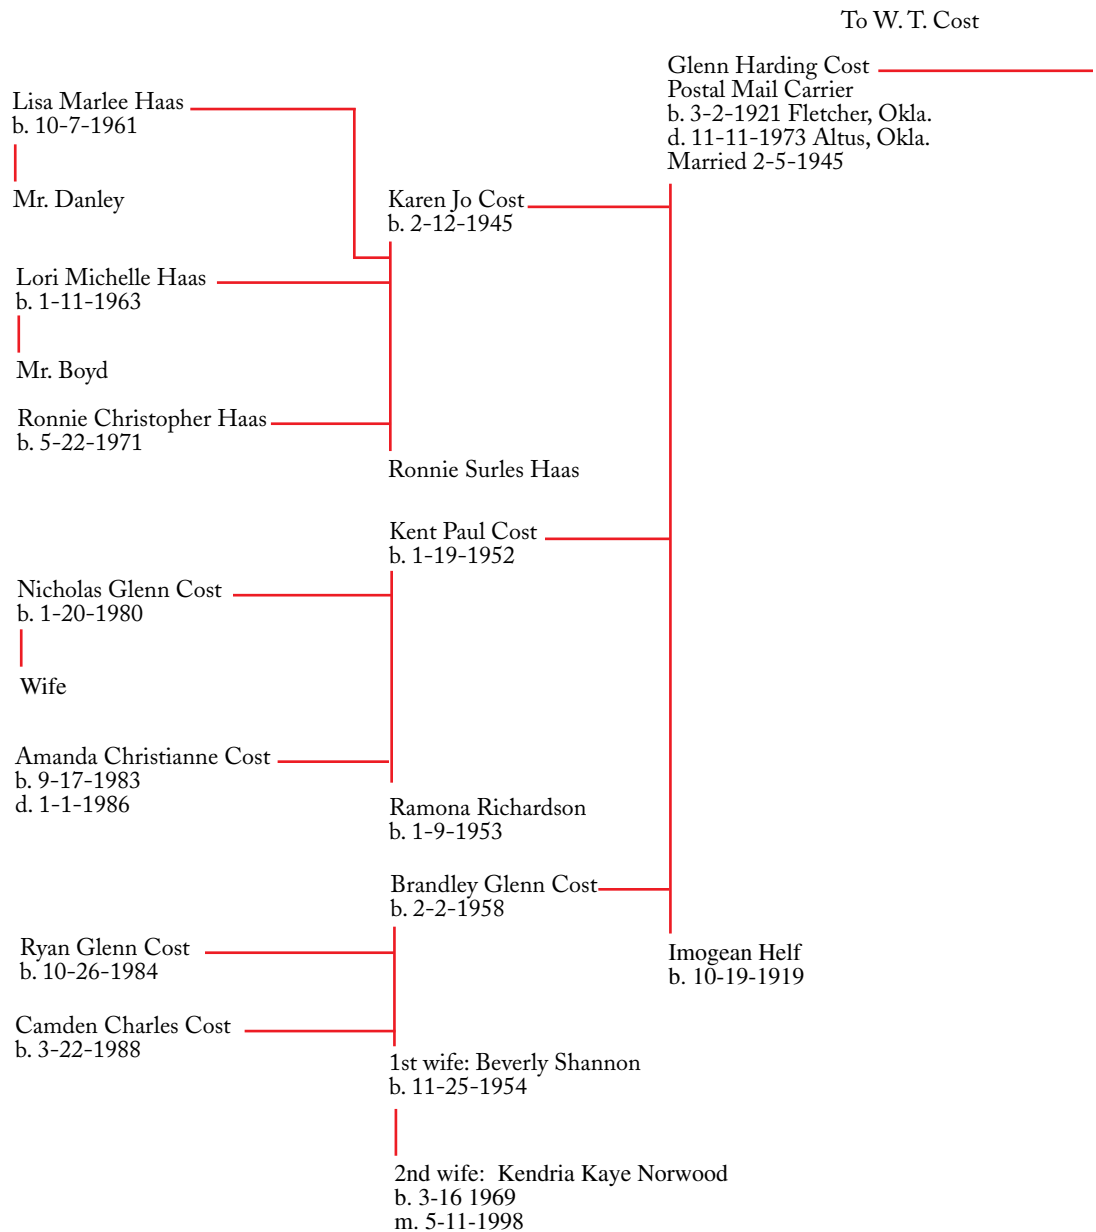 To W. T. Cost
Glenn Harding Cost
Postal Mail Carrier
b. 3-2-1921 Fletcher, Okla.
d. 11-11-1973 Altus, Okla.
Married 2-5-1945
Lisa Marlee Haas
b. 10-7-1961
Mr. Danley
Karen Jo Cost
b. 2-12-1945
Lori Michelle Haas
b. 1-11-1963
Mr. Boyd
Ronnie Christopher Haas
b. 5-22-1971
Ronnie Surles Haas
Kent Paul Cost
b. 1-19-1952
Nicholas Glenn Cost
b. 1-20-1980
Wife
Amanda Christianne Cost
b. 9-17-1983
d. 1-1-1986
Ramona Richardson
b. 1-9-1953
Brandley Glenn Cost
b. 2-2-1958
Ryan Glenn Cost
b. 10-26-1984
Imogean Helf
b. 10-19-1919
Camden Charles Cost
b. 3-22-1988
1st wife: Beverly Shannon
b. 11-25-1954
2nd wife:  Kendria Kaye Norwood
b. 3-16 1969
m. 5-11-1998